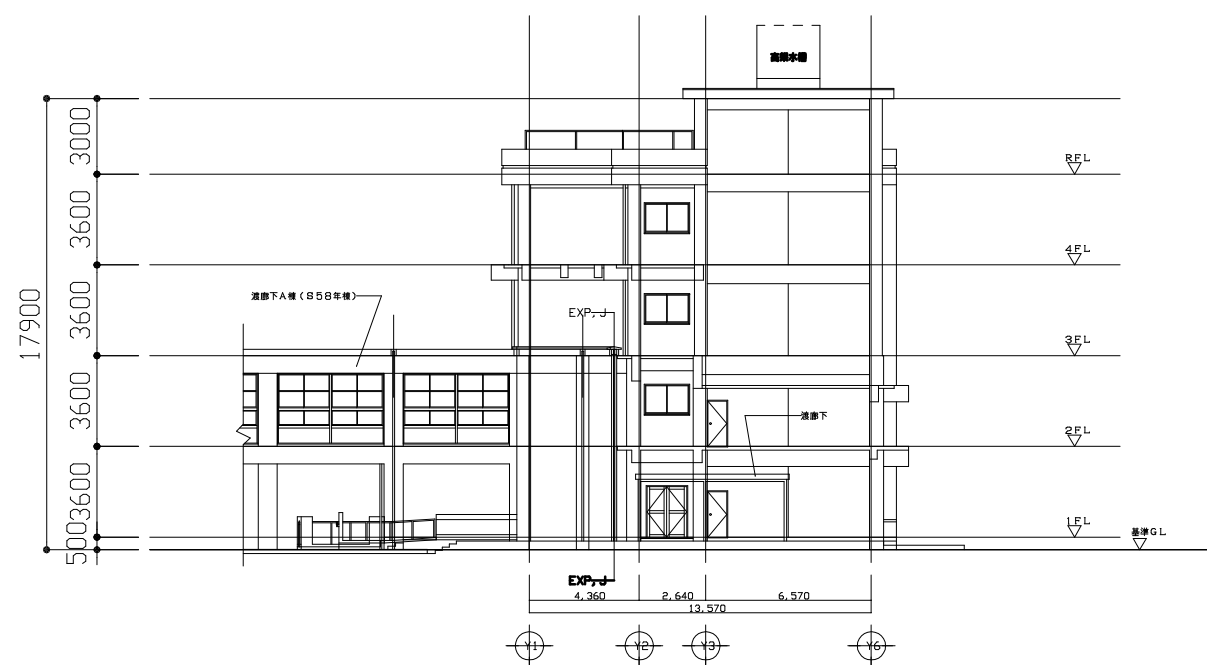 高架水槽
3000
RFL
3600
4FL
17900
渡廊下A棟(S58年棟)
EXP,J
3600
3FL
3600
渡廊下
2FL
3600
1FL
500
基準GL
EXP,J
4,360
2,640
6,570
13,570
Y1
Y2
Y3
Y6